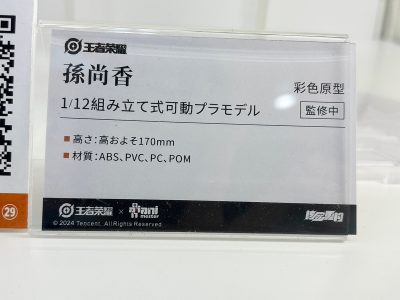 王者荣耀
孫尚香
彩色原型
1/12組み立て式可動プラモデル
監修中
■高さ:高およそ170mm
■材質:ABS、PVC、PC、POM
王者荣耀 × ani mester
© 2024 Tencent. All Rights Reserved
29